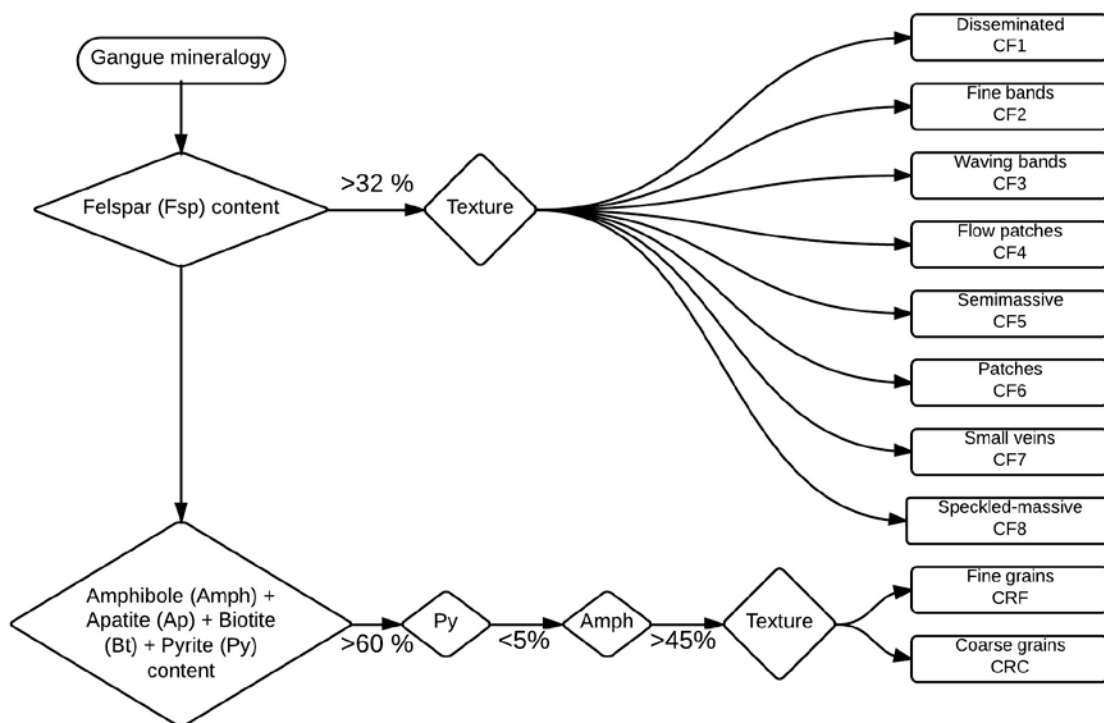 Gangue mineralogy
Felspar (Fsp) content
>32 %
Texture
Disseminated
CF1
Fine bands
CF2
Waving bands
CF3
Flow patches
CF4
Semimassive
CF5
Patches
CF6
Small veins
CF7
Speckled-massive
CF8
Amphibole (Amph) +
Apatite (Ap) + Biotite
(Bt) + Pyrite (Py)
content
>60 %
Py
<5%
Amph
>45%
Texture
Fine grains
CRF
Coarse grains
CRC